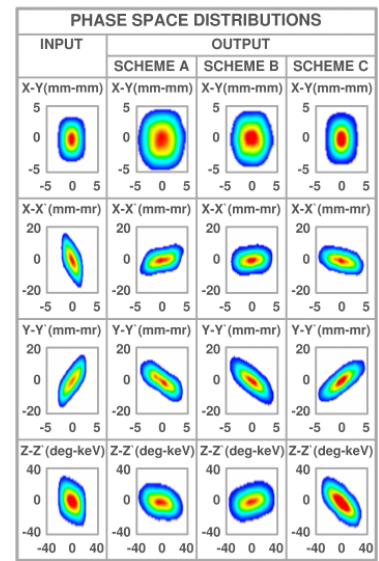 PHASE SPACE DISTRIBUTIONS
INPUT OUTPUT
SCHEME A SCHEME B SCHEME C
X-Y(mm-mm) X-Y(mm-mm) X-Y(mm-mm) X-Y(mm-mm)
5 5 5 5
0 0 0 0
-5 -5 -5 -5
-5 0 5 -5 0 5 -5 0 5 -5 0 5
X-X`(mm-mr) X-X`(mm-mr) X-X`(mm-mr) X-X`(mm-mr)
20 20 20 20
0 0 0 0
-20 -20 -20 -20
-5 0 5 -5 0 5 -5 0 5 -5 0 5
Y-Y`(mm-mr) Y-Y`(mm-mr) Y-Y`(mm-mr) Y-Y`(mm-mr)
20 20 20 20
0 0 0 0
-20 -20 -20 -20
-5 0 5 -5 0 5 -5 0 5 -5 0 5
Z-Z`(deg-keV) Z-Z`(deg-keV) Z-Z`(deg-keV) Z-Z`(deg-keV)
40 40 40 40
0 0 0 0
-40 -40 -40 -40
-40 0 40 -40 0 40 -40 0 40 -40 0 40